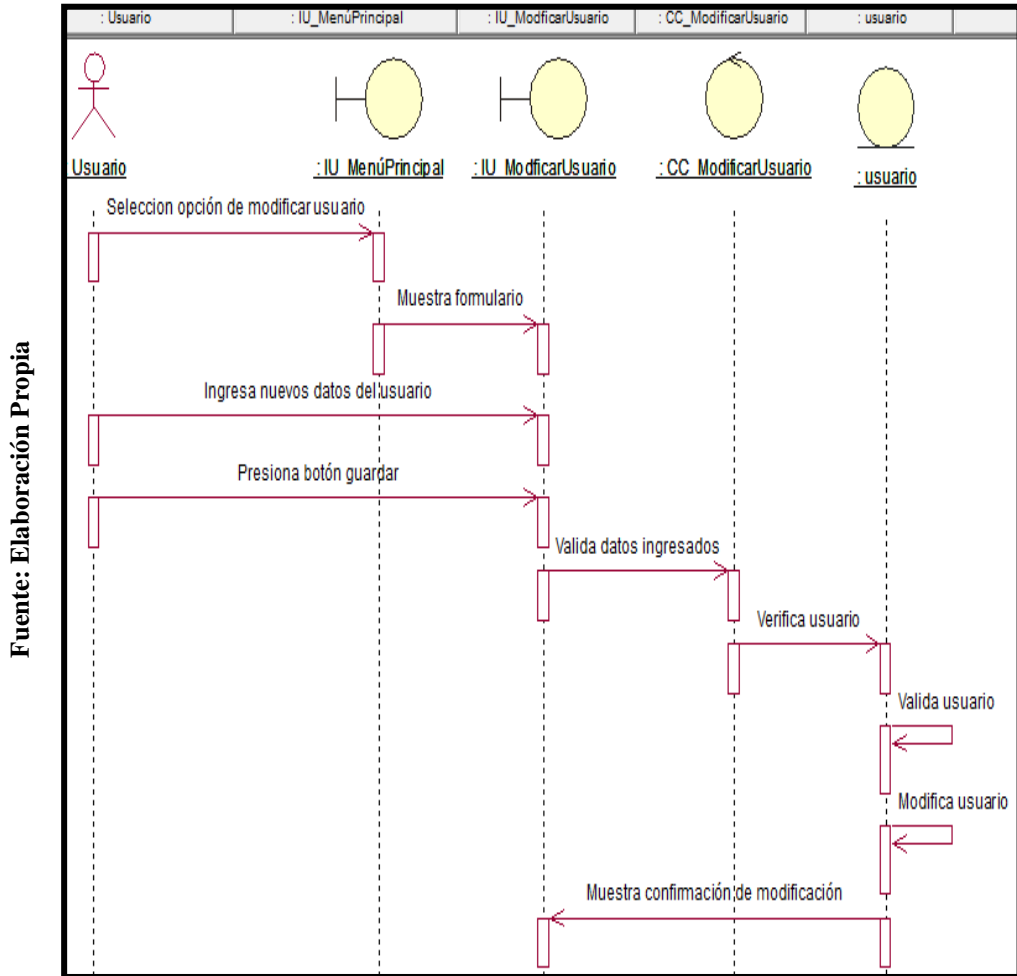 : Usuario
: IU_MenúPrincipal
: IU_ModficarUsuario
: CC_ModificarUsuario
: usuario
Usuario
: IU_MenúPrincipal
: IU_ModficarUsuario
: CC_ModificarUsuario
: usuario
Seleccion opción de modificar usuario
Muestra formulario
Ingresa nuevos datos del usuario
Presiona botón guardar
Valida datos ingresados
Verifica usuario
Valida usuario
Modifica usuario
Muestra confirmación de modificación
Fuente: Elaboración Propia